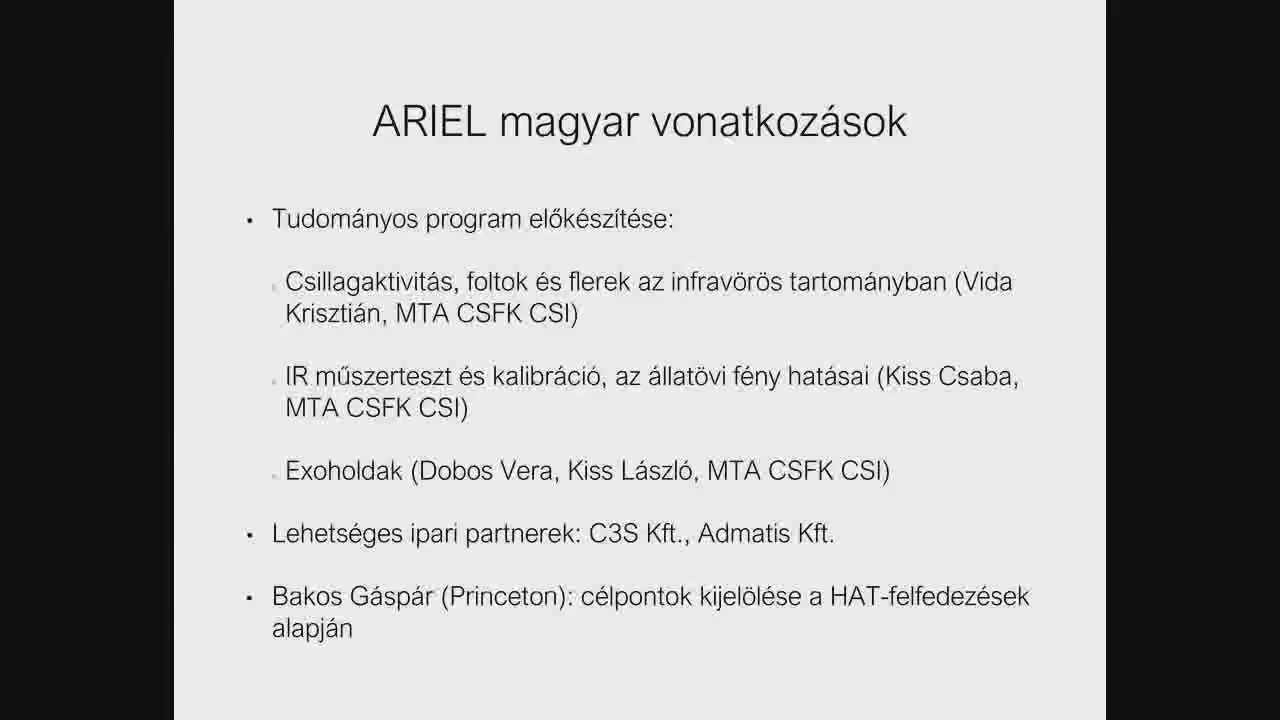 ARIEL magyar vonatkozások
• Tudományos program előkészítése:
Csillagaktivitás, foltok és flerek az infravörös tartományban (Vida
Krisztián, MTA CSFK CSI)
IR műszerteszt és kalibráció, az állatövi fény hatásai (Kiss Csaba,
MTA CSFK CSI)
Exoholdak (Dobos Vera, Kiss László, MTA CSFK CSI)
• Lehetséges ipari partnerek: C3S Kft., Admatis Kft.
• Bakos Gáspár (Princeton): célpontok kijelölése a HAT-felfedezések
alapján